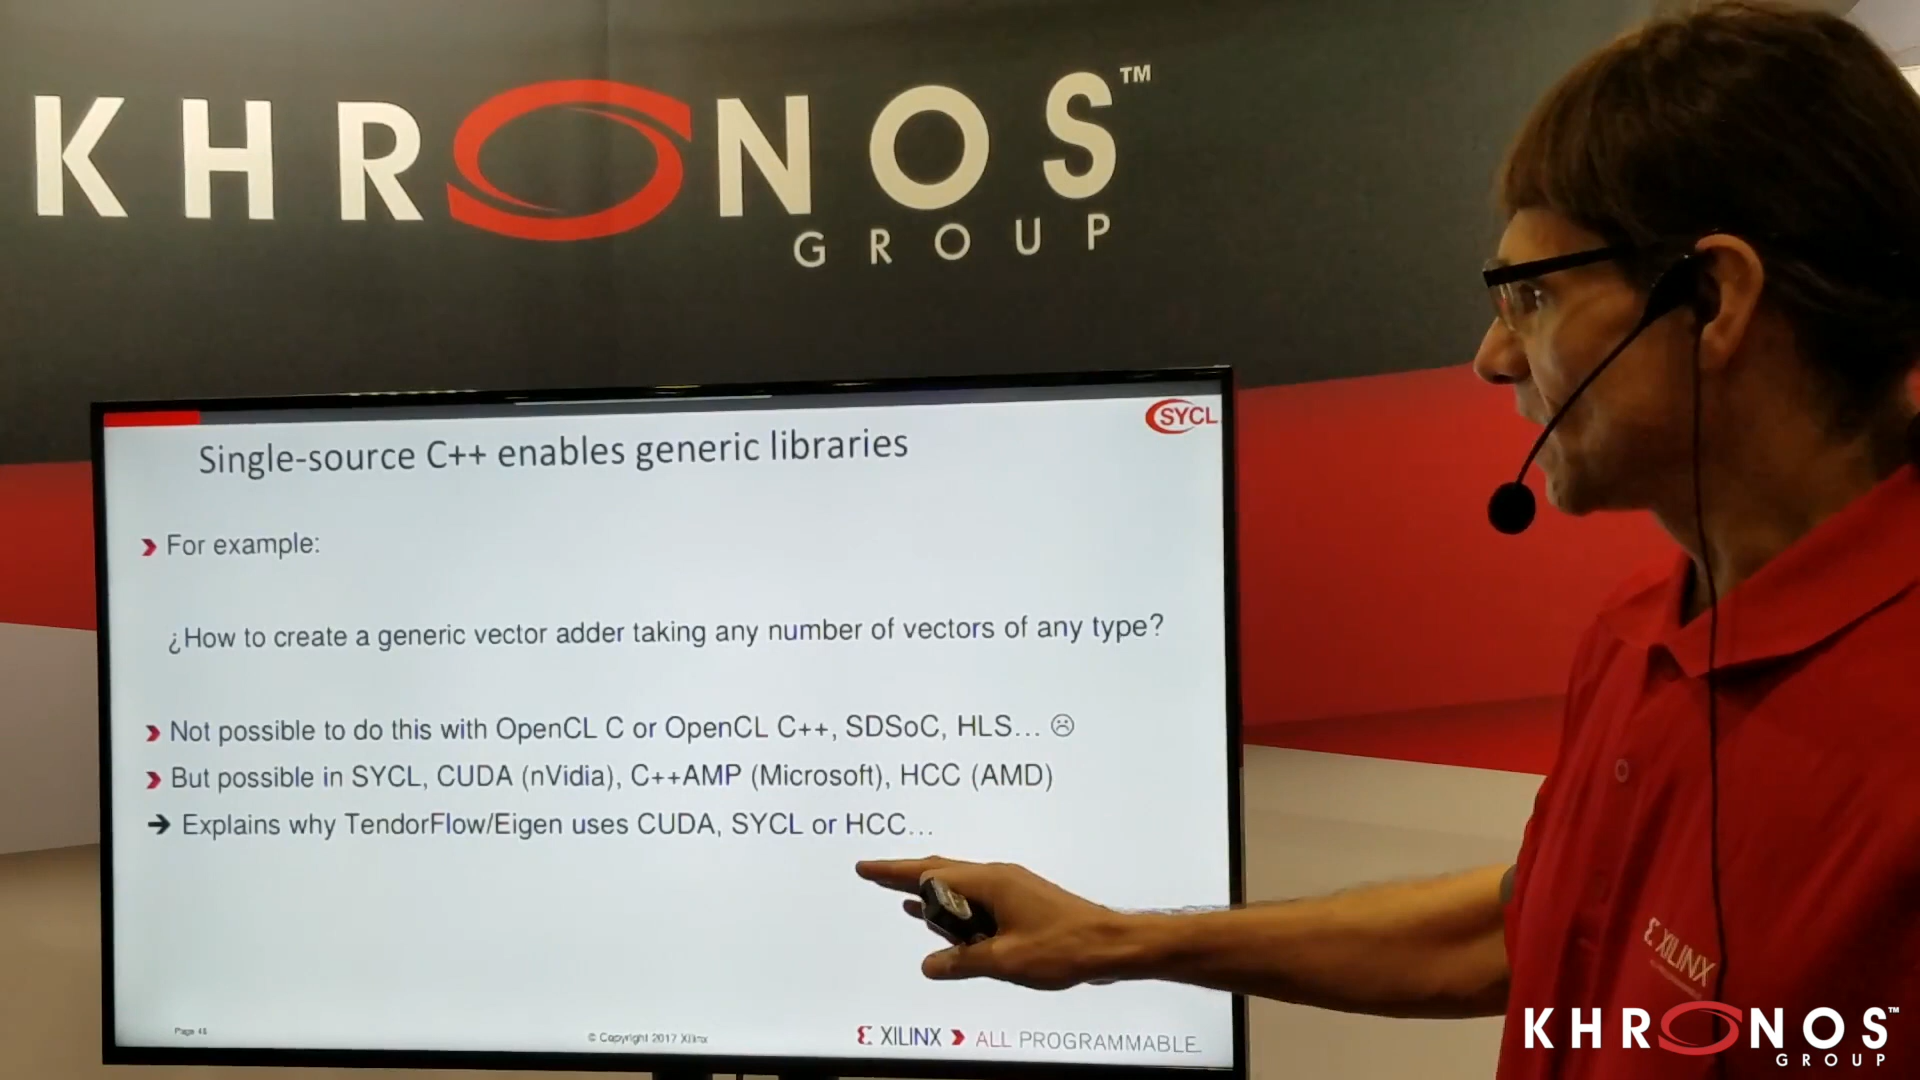 KHRONOS™
GROUP
SYCL
Single-source C++ enables generic libraries
For example:
¿How to create a generic vector adder taking any number of vectors of any type?
Not possible to do this with OpenCL C or OpenCL C++, SDSoC, HLS… ☹
But possible in SYCL, CUDA (nVidia), C++AMP (Microsoft), HCC (AMD)
➔ Explains why TendorFlow/Eigen uses CUDA, SYCL or HCC…
Page
© Copyright 2017 Xilinx
XILINX ALL PROGRAMMABLE
XILINX
KHRONOS™
GROUP